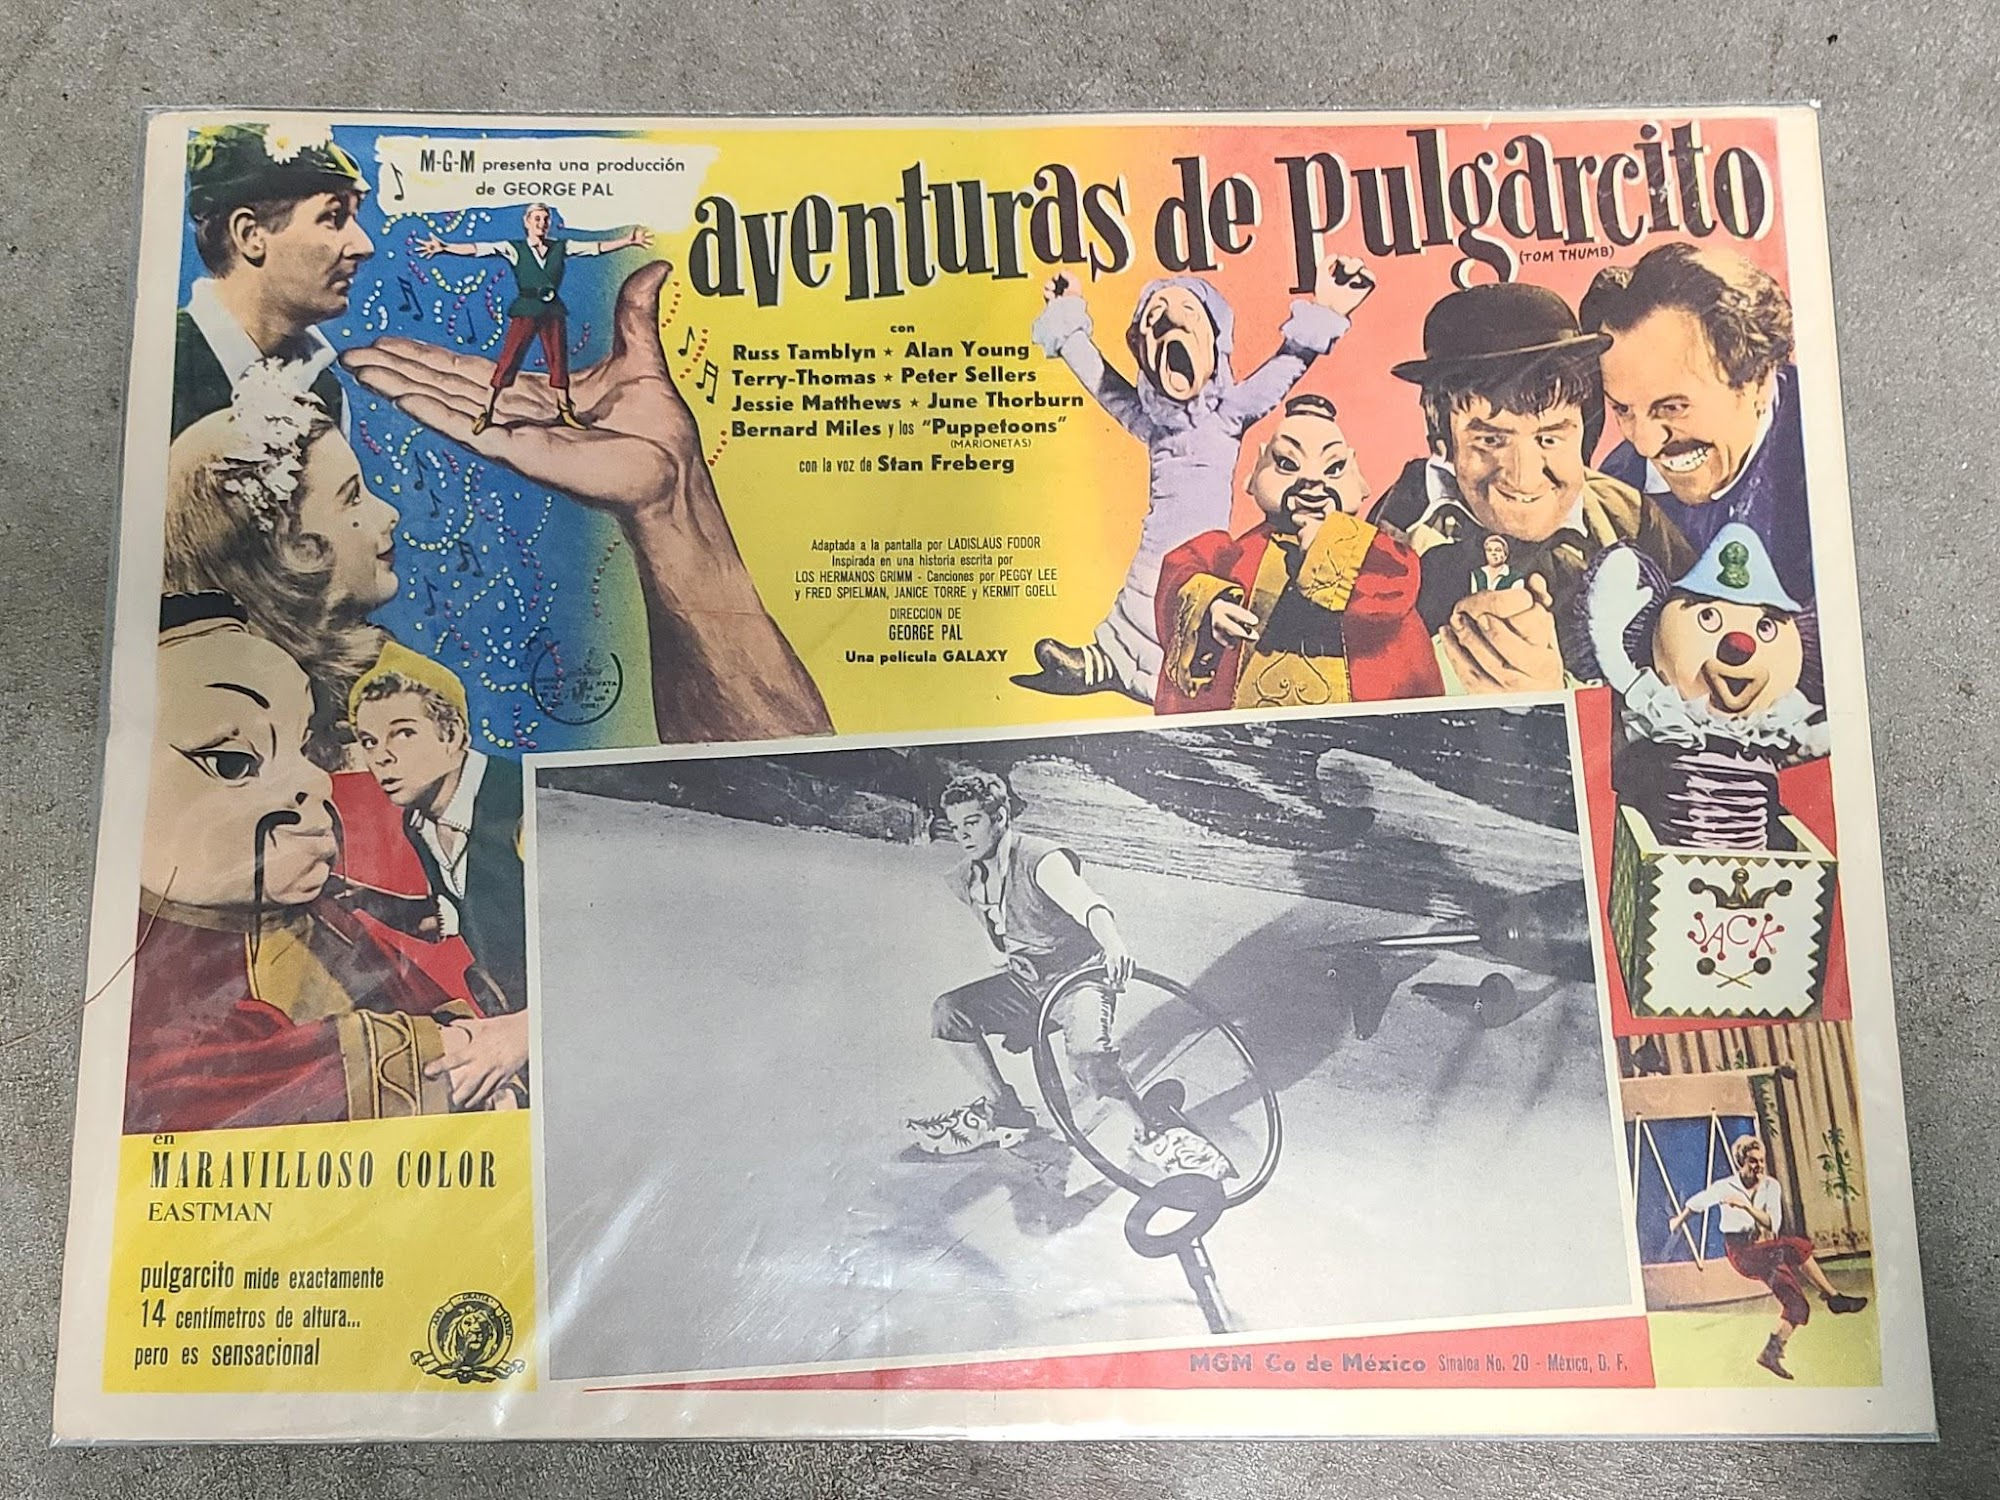 M-G-M presenta una producción
de GEORGE PAL
aventuras de pulgarcito
(TOM THUMB)
con
Russ Tamblyn ★ Alan Young
Terry-Thomas ★ Peter Sellers
Jessie Matthews ★ June Thorburn
Bernard Miles y los "Puppetoons"
(MARIONETAS)
con la voz de Stan Freberg
Adaptada a la pantalla por LADISLAUS FODOR
Inspirada en una historia escrita por
LOS HERMANOS GRIMM - Canciones por PEGGY LEE
y FRED SPIELMAN, JANICE TORRE y KERMIT GOELL
DIRECCION DE
GEORGE PAL
Una película GALAXY
JACK
en
MARAVILLOSO COLOR
EASTMAN
pulgarcito mide exactamente
14 centímetros de altura...
pero es sensacional
MGM Co de México Sinaloa No. 20 - México, D. F.